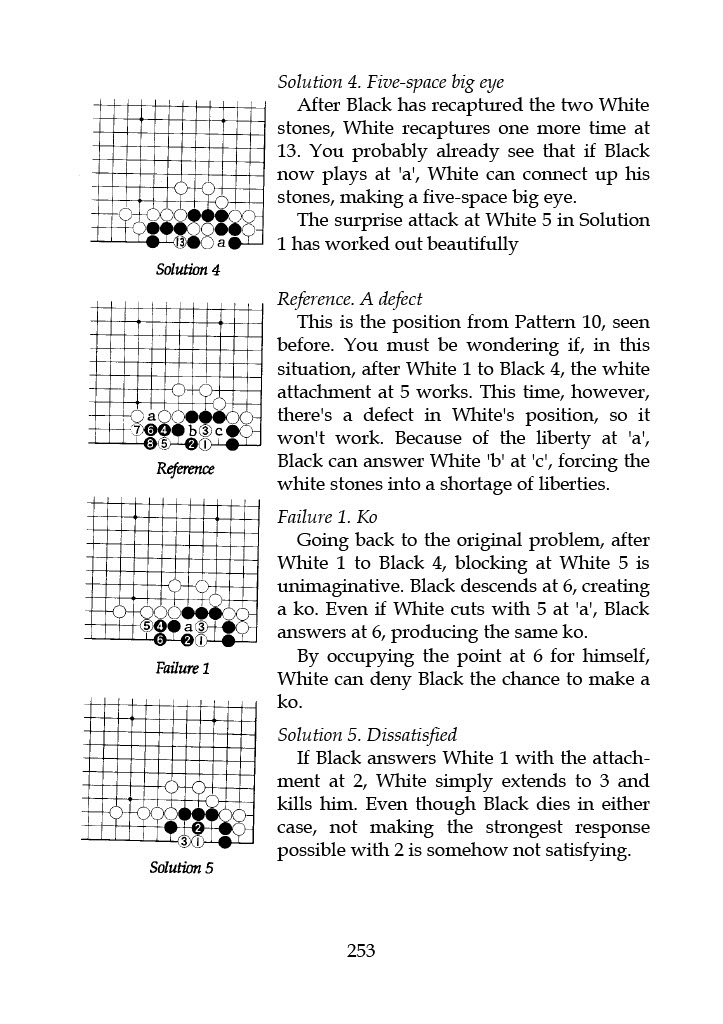 Solution 4. Five-space big eye
After Black has recaptured the two White
stones, White recaptures one more time at
13. You probably already see that if Black
now plays at 'a', White can connect up his
stones, making a five-space big eye.
The surprise attack at White 5 in Solution
1 has worked out beautifully
13 a
Solution 4
Reference. A defect
This is the position from Pattern 10, seen
before. You must be wondering if, in this
situation, after White 1 to Black 4, the white
attachment at 5 works. This time, however,
there's a defect in White's position, so it
won't work. Because of the liberty at 'a',
Black can answer White 'b' at 'c', forcing the
white stones into a shortage of liberties.
a
7 6 4 b 3 c
8 5 2 1
Reference
Failure 1. Ko
Going back to the original problem, after
White 1 to Black 4, blocking at White 5 is
unimaginative. Black descends at 6, creating
a ko. Even if White cuts with 5 at 'a', Black
answers at 6, producing the same ko.
By occupying the point at 6 for himself,
White can deny Black the chance to make a
ko.
5 4 a 3
6 2 1
Failure 1
Solution 5. Dissatisfied
If Black answers White 1 with the attach-
ment at 2, White simply extends to 3 and
kills him. Even though Black dies in either
case, not making the strongest response
possible with 2 is somehow not satisfying.
2
3 1
Solution 5
253